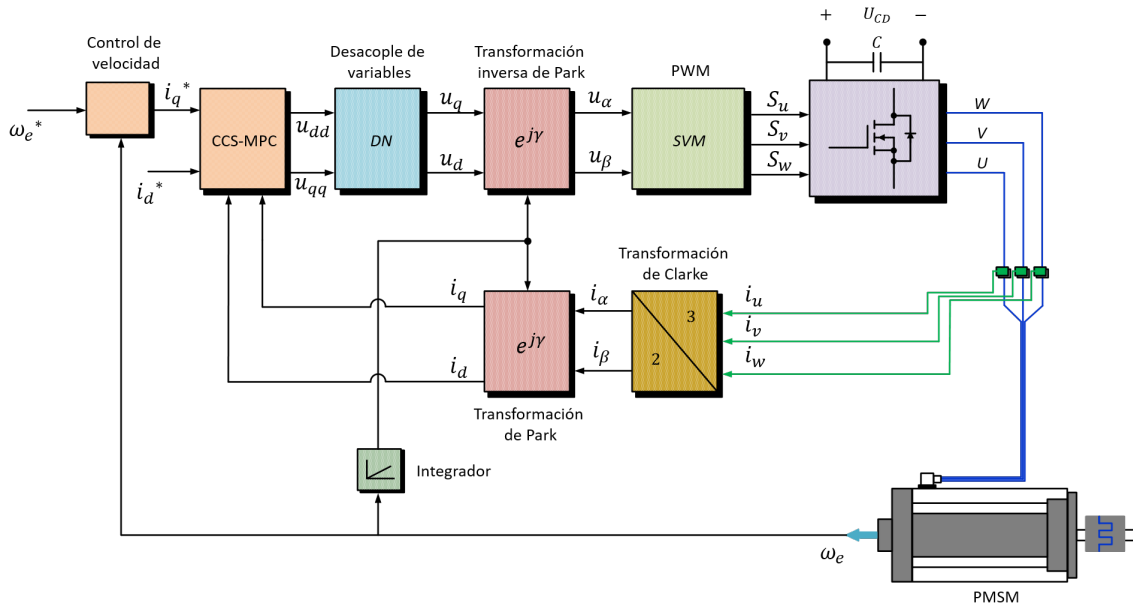 + U_CD −
C
Control de
velocidad
Desacople de
variables
Transformación
inversa de Park
PWM
ω_e*
i_q*
i_d*
CCS-MPC
u_dd
u_qq
DN
u_q
u_d
e^jγ
u_α
u_β
SVM
S_u
S_v
S_w
W
V
U
Transformación
de Clarke
i_q
i_d
e^jγ
i_α
i_β
3
2
i_u
i_v
i_w
Transformación
de Park
Integrador
ω_e
PMSM